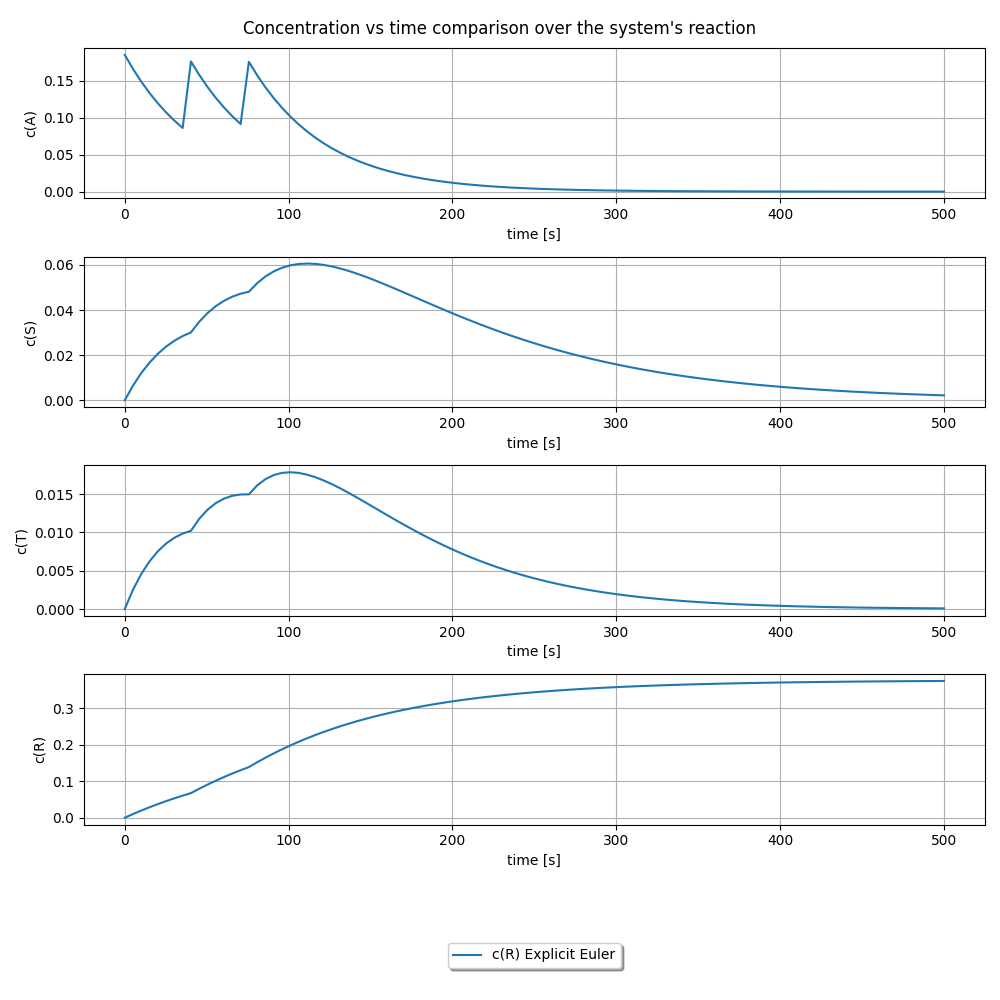 Concentration vs time comparison over the system's reaction
c(A)
0.15
0.10
0.05
0.00
0 100 200 300 400 500
time [s]
c(S)
0.06
0.04
0.02
0.00
0 100 200 300 400 500
time [s]
c(T)
0.015
0.010
0.005
0.000
0 100 200 300 400 500
time [s]
c(R)
0.3
0.2
0.1
0.0
0 100 200 300 400 500
time [s]
c(R) Explicit Euler